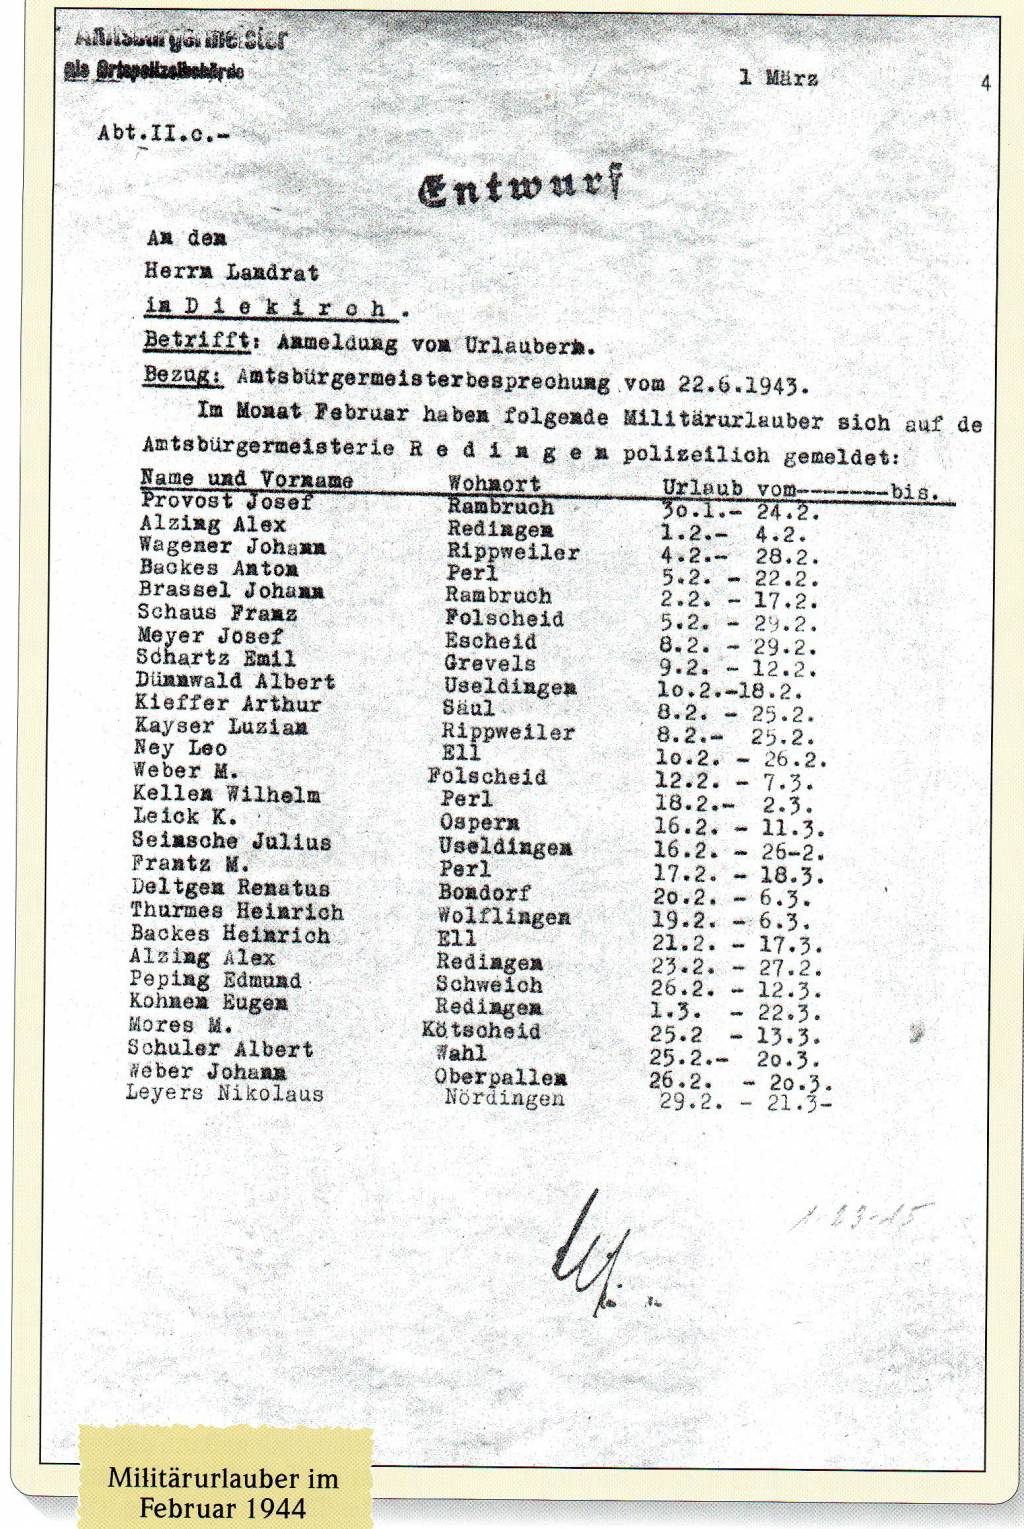 Amtsbürgermeister
als Ortspolizeibehörde
1 März 4
Abt.II.c.-
Entwurf
An den
Herrn Landrat
in D i e k i r c h .
Betrifft: Anmeldung von Urlaubern.
Bezug: Amtsbürgermeisterbesprechung vom 22.6.1943.
Im Monat Februar haben folgende Militärurlauber sich auf de
Amtsbürgermeisterie R e d i n g e n polizeilich gemeldet:
Name und Vorname Wohnort Urlaub vom-------bis.
Provost Josef Rambruch 3o.1.- 24.2.
Alzing Alex Redingen 1.2.- 4.2.
Wagener Johann Rippweiler 4.2.- 28.2.
Backes Anton Perl 5.2. - 22.2.
Brassel Johann Rambruch 2.2. - 17.2.
Schaus Franz Folscheid 5.2. - 29.2.
Meyer Josef Escheid 8.2. - 29.2.
Schartz Emil Grevels 9.2. - 12.2.
Dünnwald Albert Useldingen 1o.2.-18.2.
Kieffer Arthur Säul 8.2. - 25.2.
Kayser Luzian Rippweiler 8.2.- 25.2.
Ney Leo Ell 1o.2. - 26.2.
Weber M. Folscheid 12.2. - 7.3.
Kellen Wilhelm Perl 18.2.- 2.3.
Leick K. Ospern 16.2. - 11.3.
Seinsche Julius Useldingen 16.2. - 26-2.
Frantz M. Perl 17.2. - 18.3.
Deltgen Renatus Bondorf 2o.2. - 6.3.
Thurmes Heinrich Wolflingen 19.2. - 6.3.
Backes Heinrich Ell 21.2. - 17.3.
Alzing Alex Redingen 23.2. - 27.2.
Peping Edmund Schweich 26.2. - 12.3.
Kohnen Eugen Redingen 1.3. - 22.3.
Mores M. Kötscheid 25.2 - 13.3.
Schuler Albert Wahl 25.2.- 2o.3.
Weber Johann Oberpallen 26.2. - 2o.3.
Leyers Nikolaus Nördingen 29.2. - 21.3-
1-23-15
Militärurlauber im
Februar 1944